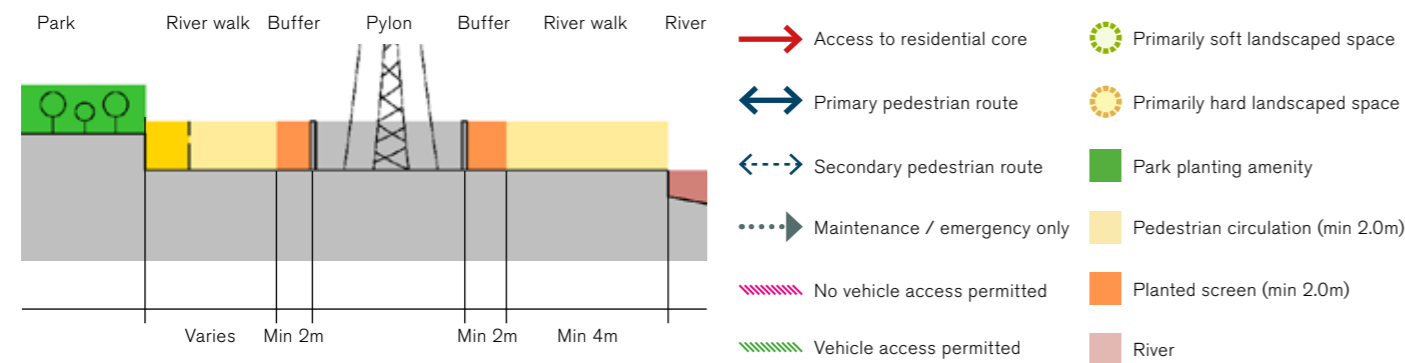 Park River walk Buffer Pylon Buffer River walk River
Varies Min 2m Min 2m Min 4m
Access to residential core
Primary pedestrian route
Secondary pedestrian route
Maintenance / emergency only
No vehicle access permitted
Vehicle access permitted
Primarily soft landscaped space
Primarily hard landscaped space
Park planting amenity
Pedestrian circulation (min 2.0m)
Planted screen (min 2.0m)
River